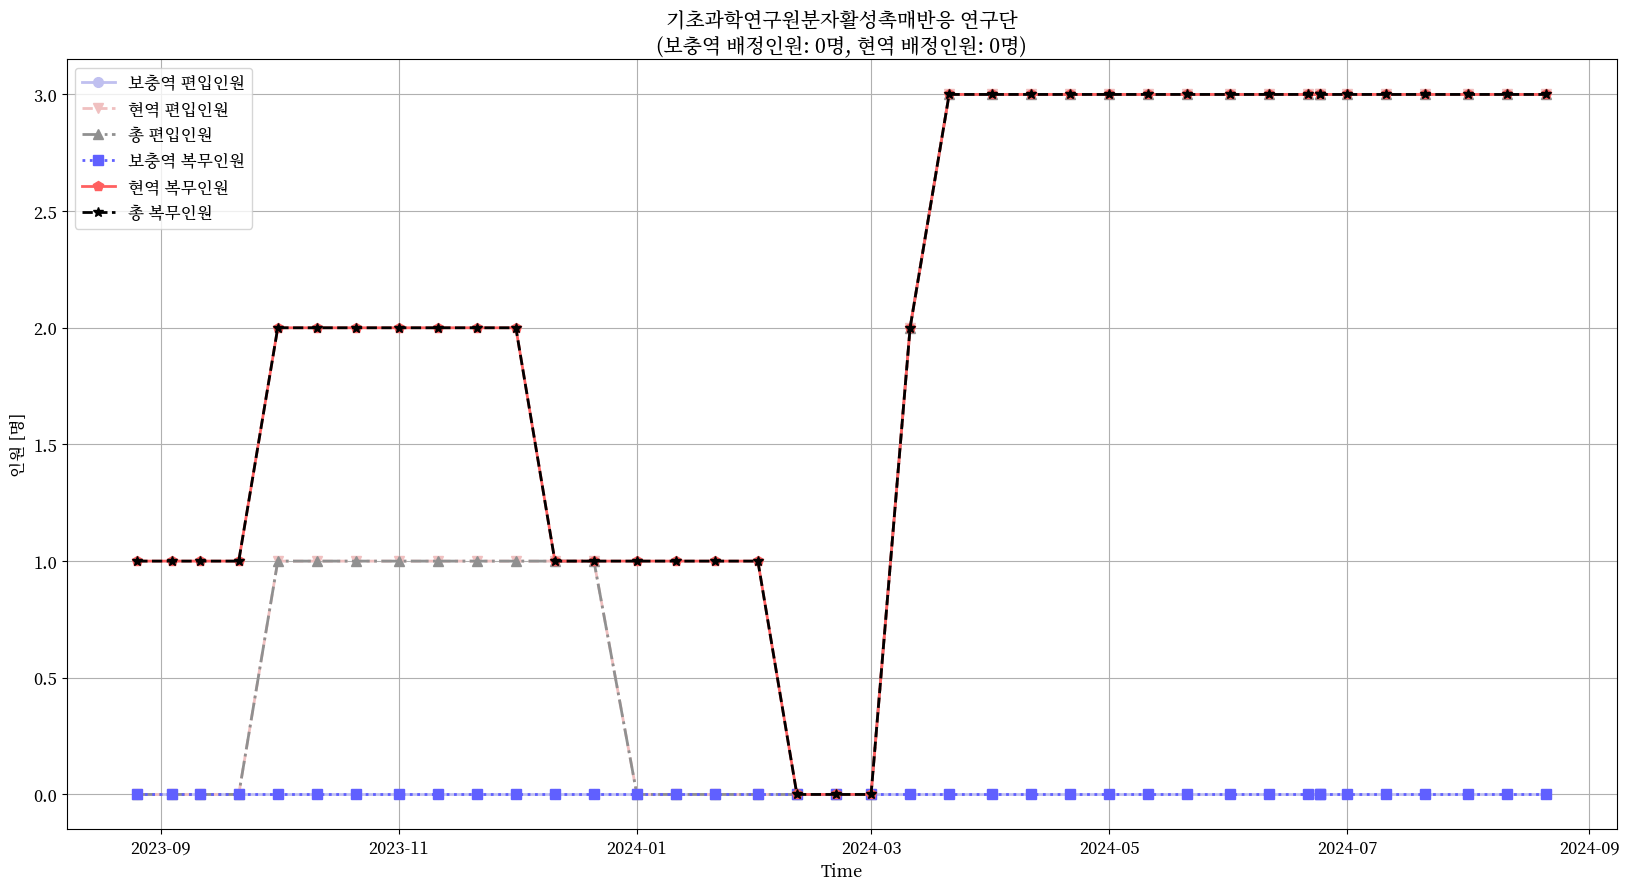 기초과학연구원분자활성촉매반응 연구단
(보충역 배정인원: 0명, 현역 배정인원: 0명)
보충역 편입인원
현역 편입인원
총 편입인원
보충역 복무인원
현역 복무인원
총 복무인원
3.0
2.5
2.0
1.5
1.0
0.5
0.0
인원 [명]
2023-09 2023-11 2024-01 2024-03 2024-05 2024-07 2024-09
Time